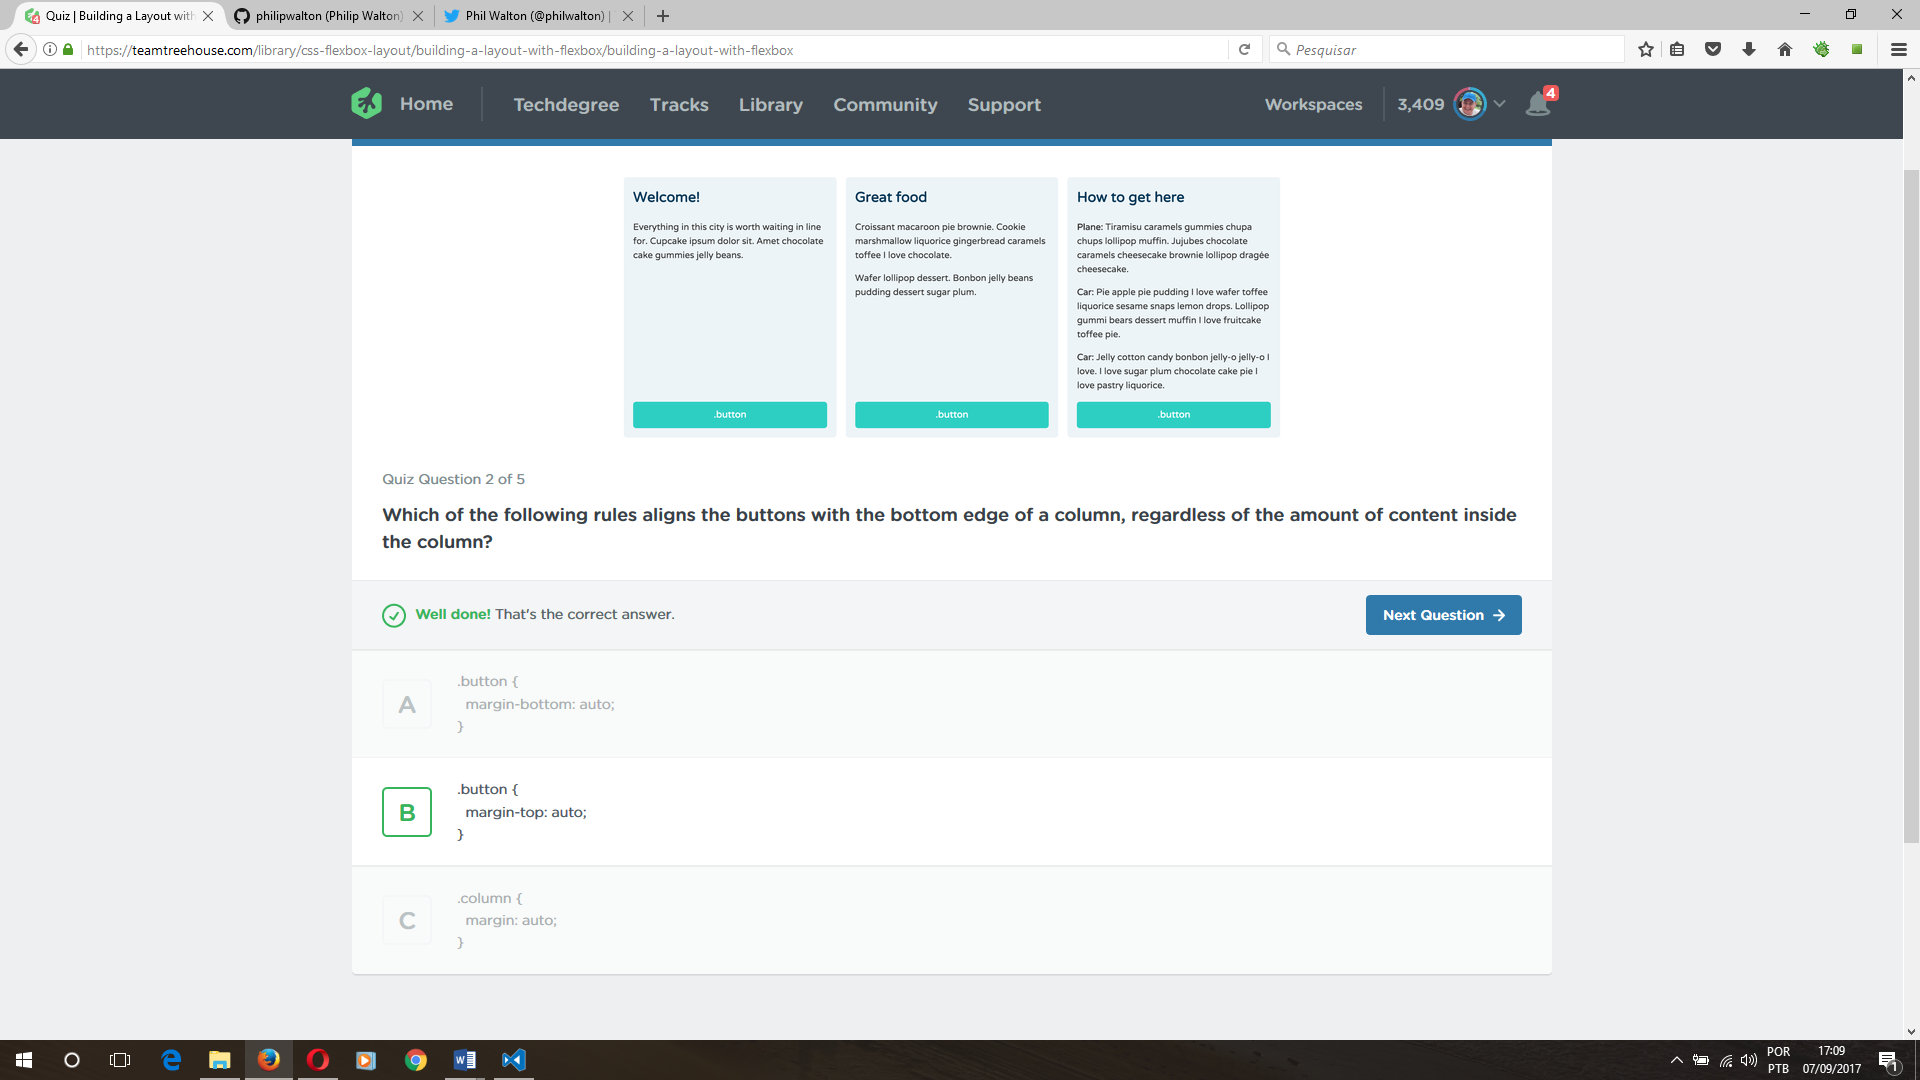 Quiz | Building a Layout with
philipwalton (Philip Walton)
Phil Walton (@philwalton) |
https://teamtreehouse.com/library/css-flexbox-layout/building-a-layout-with-flexbox/building-a-layout-with-flexbox
Pesquisar
Home
Techdegree
Tracks
Library
Community
Support
Workspaces
3,409
4
Welcome!
Everything in this city is worth waiting in line
for. Cupcake ipsum dolor sit. Amet chocolate
cake gummies jelly beans.
.button
Great food
Croissant macaroon pie brownie. Cookie
marshmallow liquorice gingerbread caramels
toffee I love chocolate.
Wafer lollipop dessert. Bonbon jelly beans
pudding dessert sugar plum.
.button
How to get here
Plane: Tiramisu caramels gummies chupa
chups lollipop muffin. Jujubes chocolate
caramels cheesecake brownie lollipop dragée
cheesecake.
Car: Pie apple pie pudding I love wafer toffee
liquorice sesame snaps lemon drops. Lollipop
gummi bears dessert muffin I love fruitcake
toffee pie.
Car: Jelly cotton candy bonbon jelly-o jelly-o I
love. I love sugar plum chocolate cake pie I
love pastry liquorice.
.button
Quiz Question 2 of 5
Which of the following rules aligns the buttons with the bottom edge of a column, regardless of the amount of content inside
the column?
Well done! That's the correct answer.
Next Question
A
.button {
margin-bottom: auto;
}
B
.button {
margin-top: auto;
}
C
.column {
margin: auto;
}
POR
PTB
17:09
07/09/2017
1